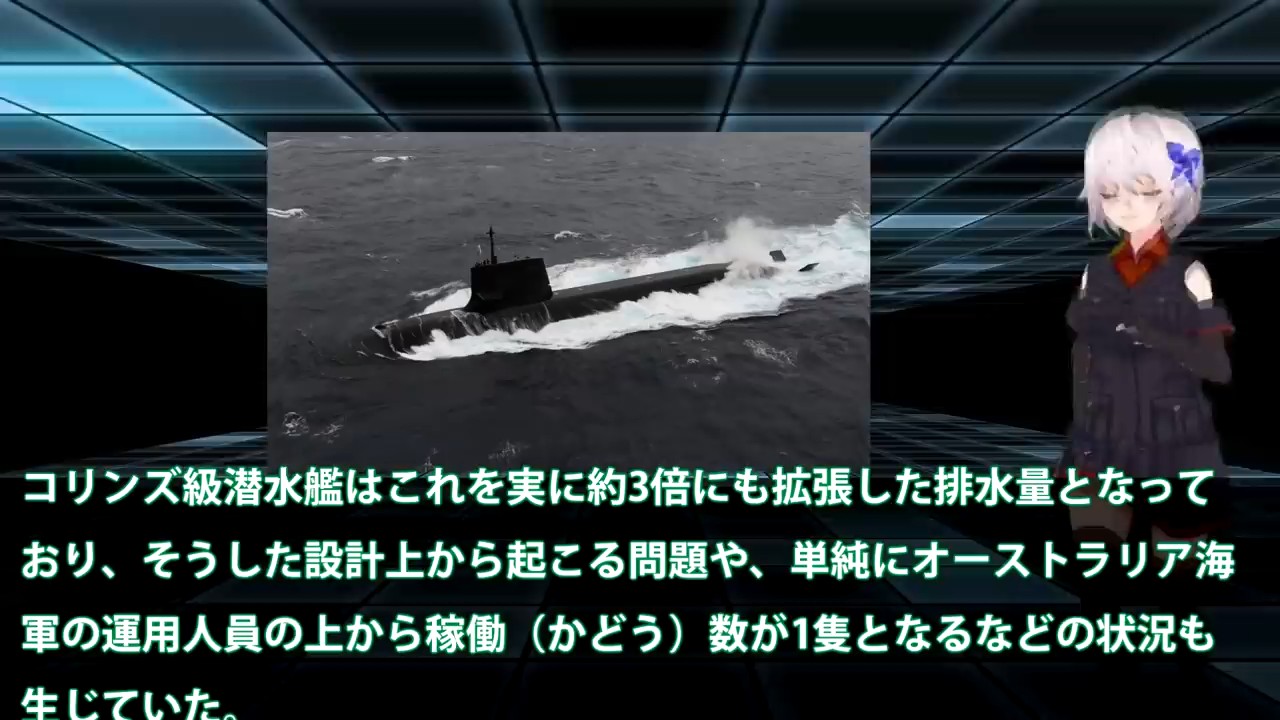 コリンズ級潜水艦はこれを実に約3倍にも拡張した排水量となって
おり、そうした設計上から起こる問題や、単純にオーストラリア海
軍の運用人員の上から稼働（かどう）数が1隻となるなどの状況も
生じていた。